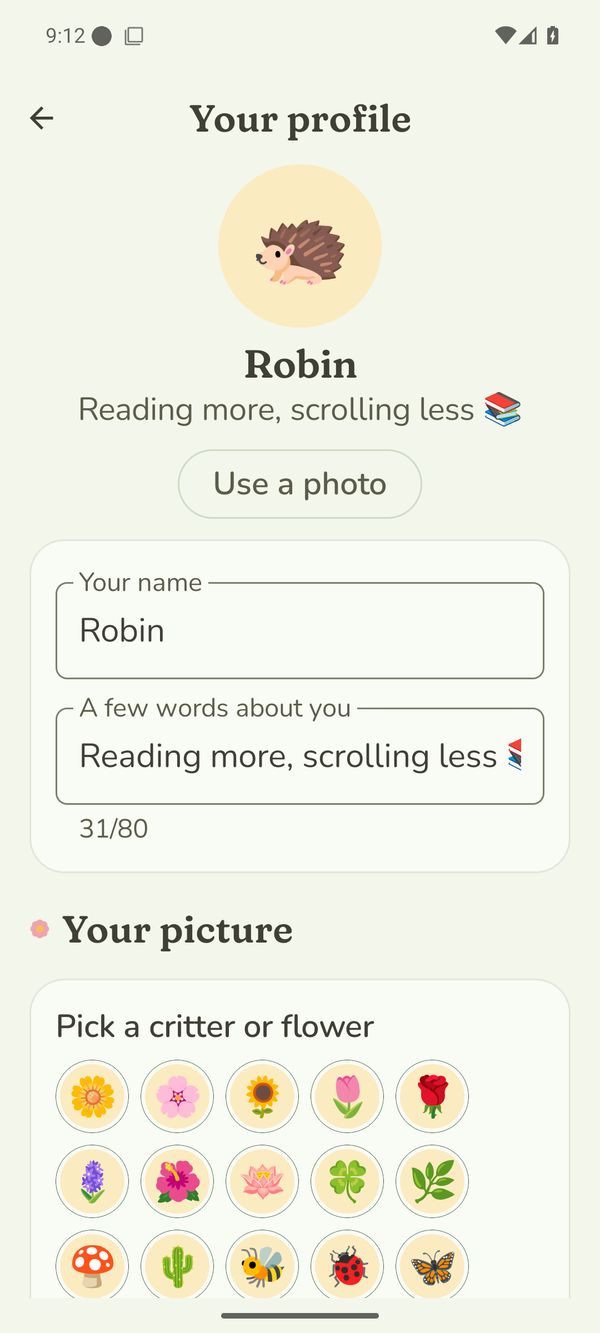 9:12
Your profile
Robin
Reading more, scrolling less 📚
Use a photo
Your name
Robin
A few words about you
Reading more, scrolling less 📚
31/80
Your picture
Pick a critter or flower